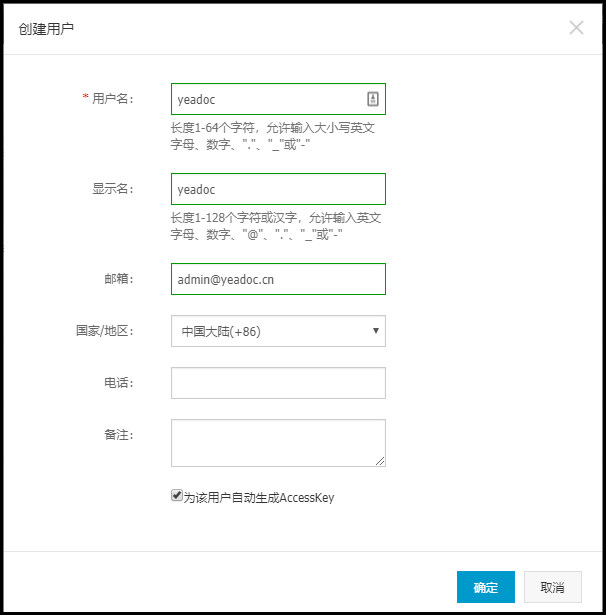 创建用户
* 用户名： yeadoc
长度1-64个字符，允许输入大小写英文
字母、数字、"."、"_"或"-"
显示名： yeadoc
长度1-128个字符或汉字，允许输入英文
字母、数字、"@"、"."、"_"或"-"
邮箱： admin@yeadoc.cn
国家/地区： 中国大陆(+86)
电话：
备注：
为该用户自动生成AccessKey
确定 取消